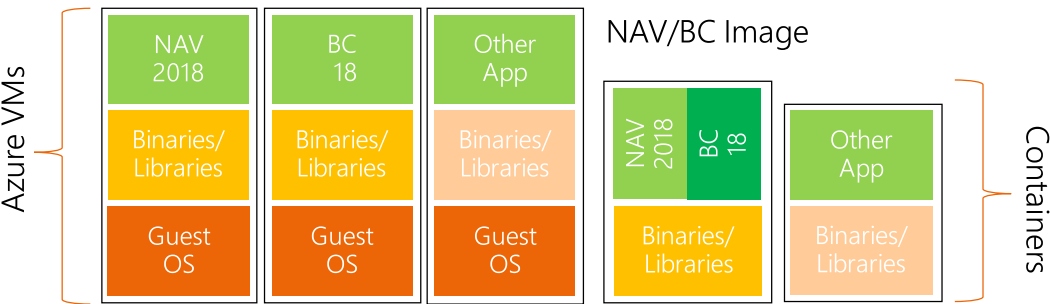 Azure VMs
NAV
2018
Binaries/
Libraries
Guest
OS
BC
18
Binaries/
Libraries
Guest
OS
Other
App
Binaries/
Libraries
Guest
OS
NAV/BC Image
NAV
2018
BC
18
Binaries/
Libraries
Other
App
Binaries/
Libraries
Containers